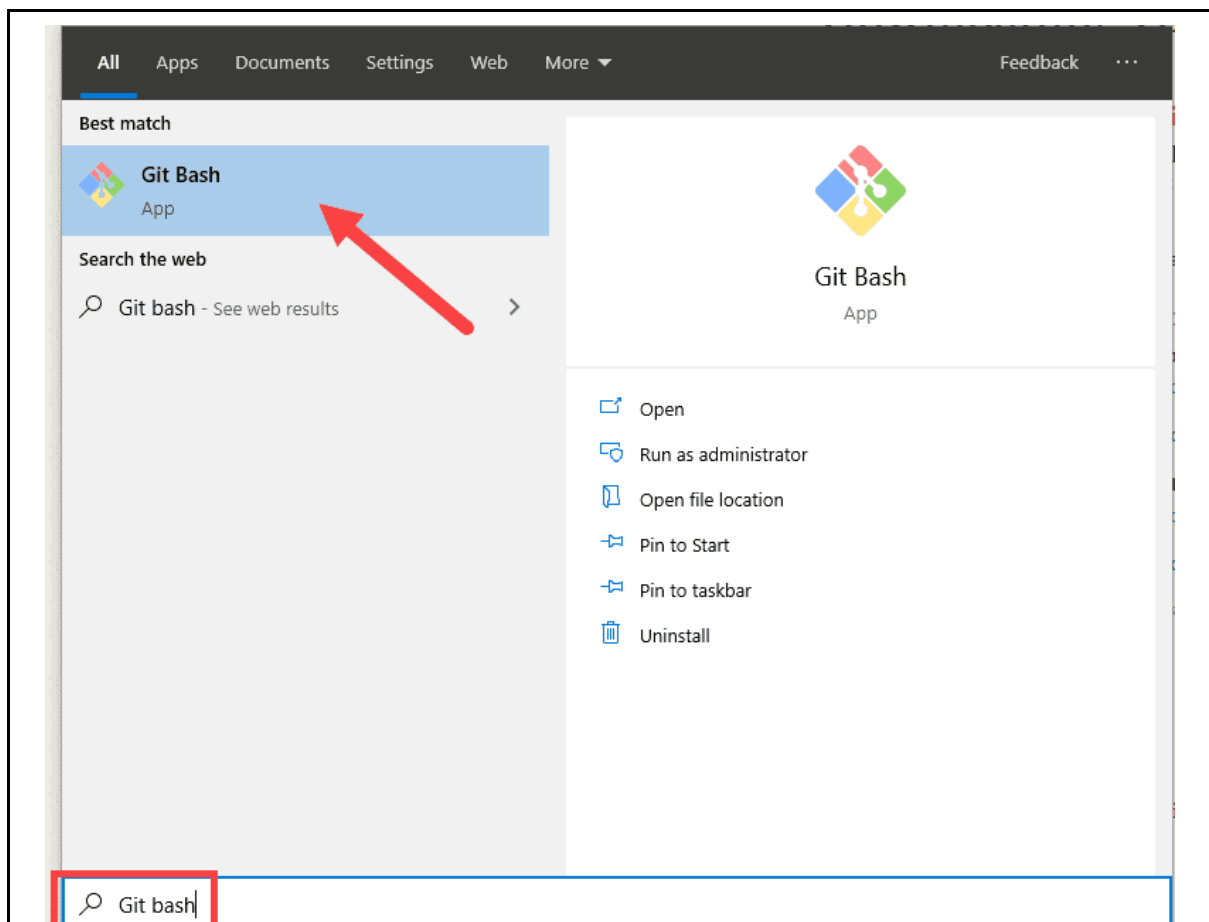 All Apps Documents Settings Web More Feedback ...
Best match
Git Bash
App
Search the web
Git bash - See web results
Git Bash
App
Open
Run as administrator
Open file location
Pin to Start
Pin to taskbar
Uninstall
Git bash